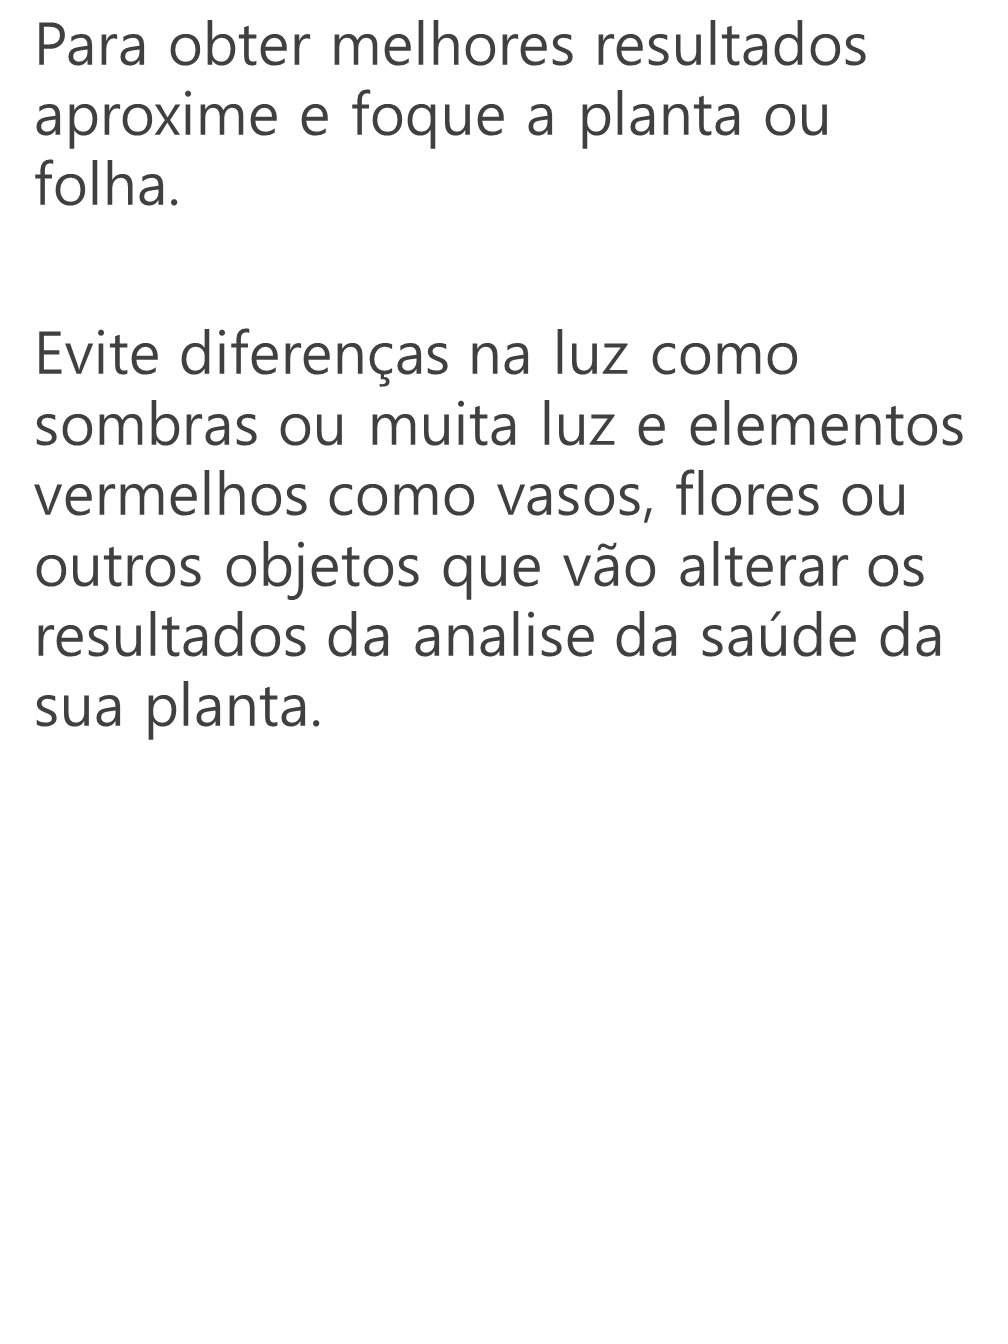 Para obter melhores resultados
aproxime e foque a planta ou
folha.
Evite diferenças na luz como
sombras ou muita luz e elementos
vermelhos como vasos, flores ou
outros objetos que vão alterar os
resultados da analise da saúde da
sua planta.